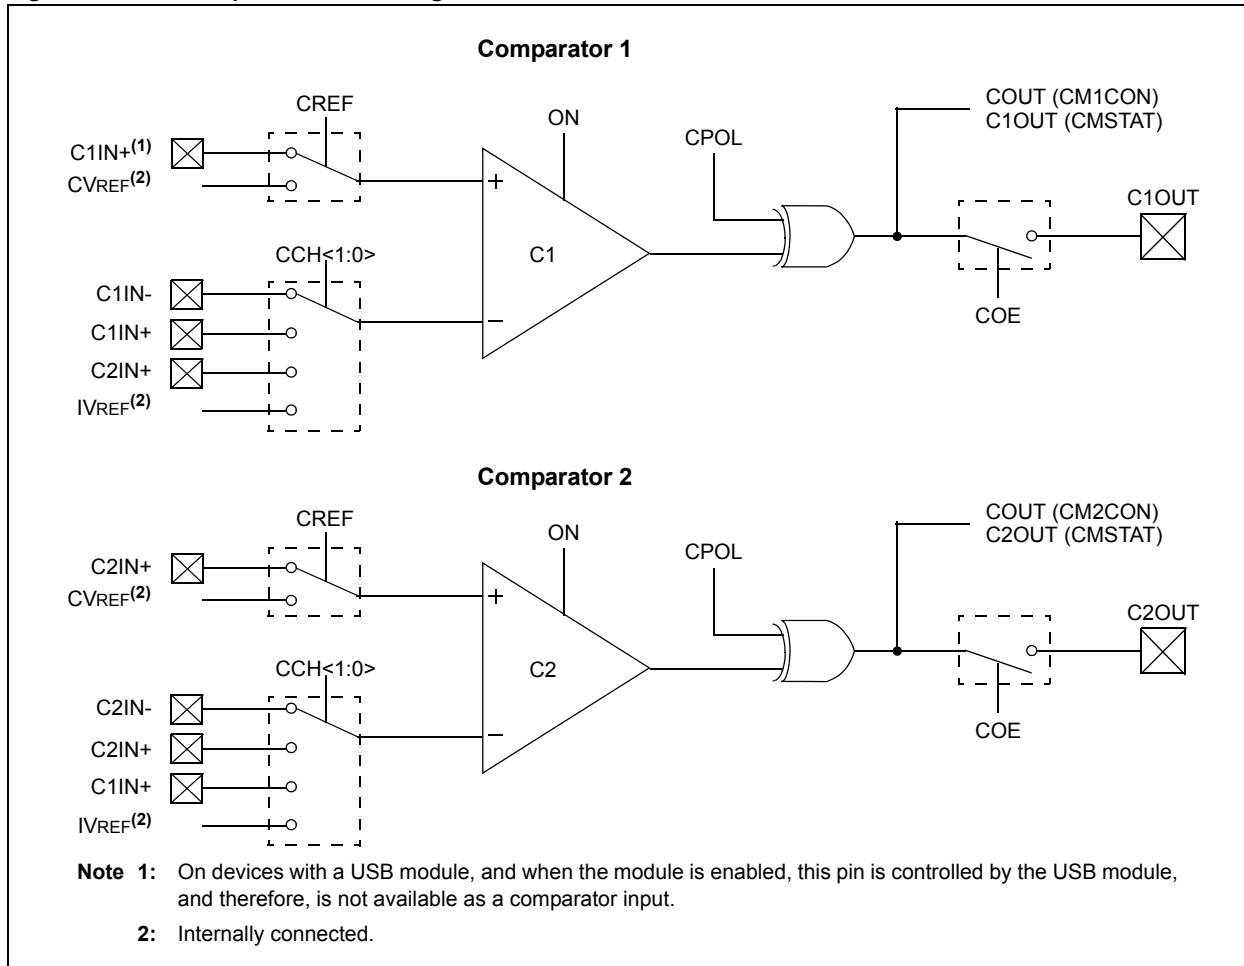 Comparator 1
CREF
ON
CPOL
COUT (CM1CON)
C1OUT (CMSTAT)
C1IN+(1)
CVREF(2)
+
C1OUT
C1
CCH<1:0>
C1IN-
C1IN+
C2IN+
IVREF(2)
–
COE
Comparator 2
CREF
ON
CPOL
COUT (CM2CON)
C2OUT (CMSTAT)
C2IN+
CVREF(2)
+
C2OUT
C2
CCH<1:0>
C2IN-
C2IN+
C1IN+
IVREF(2)
–
COE
Note 1: On devices with a USB module, and when the module is enabled, this pin is controlled by the USB module,
and therefore, is not available as a comparator input.
2: Internally connected.